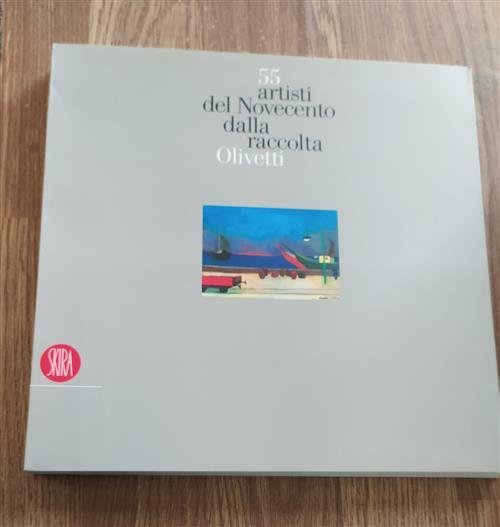 55
artisti
del Novecento
dalla
raccolta
Olivetti
SKIRA